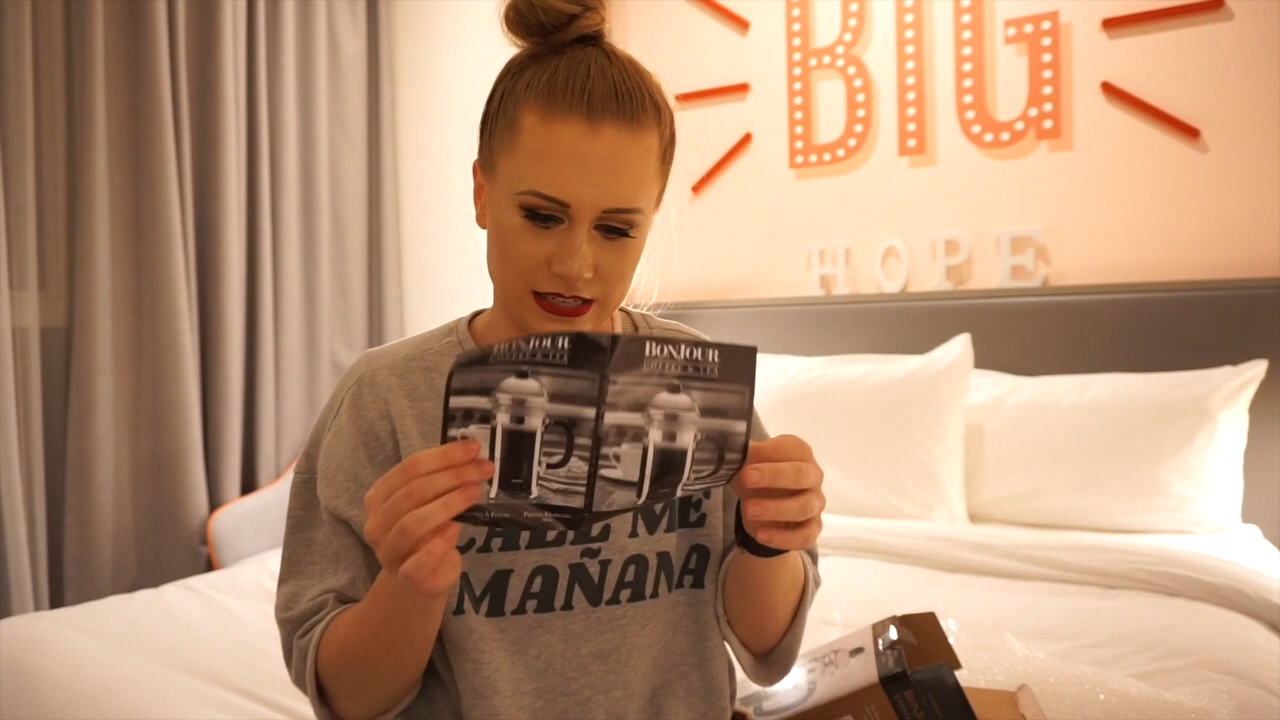 BIG
HOPE
BONJOUR
COFFEE & TEA
BONJOUR
COFFEE & TEA
CALL ME
MAÑANA